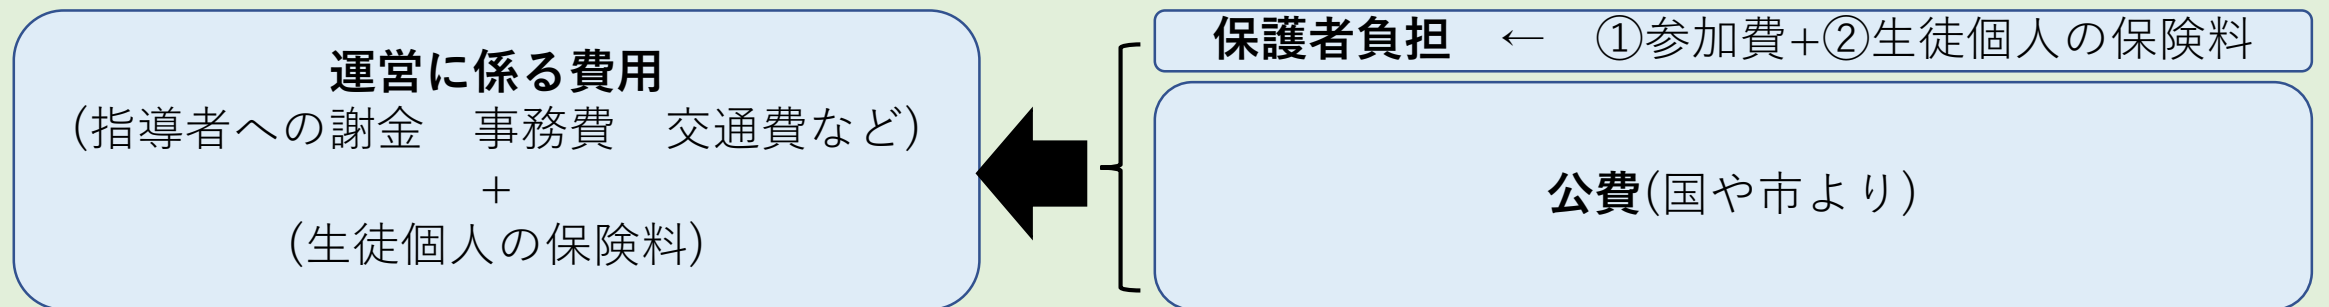 運営に係る費用
(指導者への謝金　事務費　交通費など)
+
(生徒個人の保険料)
保護者負担　←　①参加費+②生徒個人の保険料
公費(国や市より)